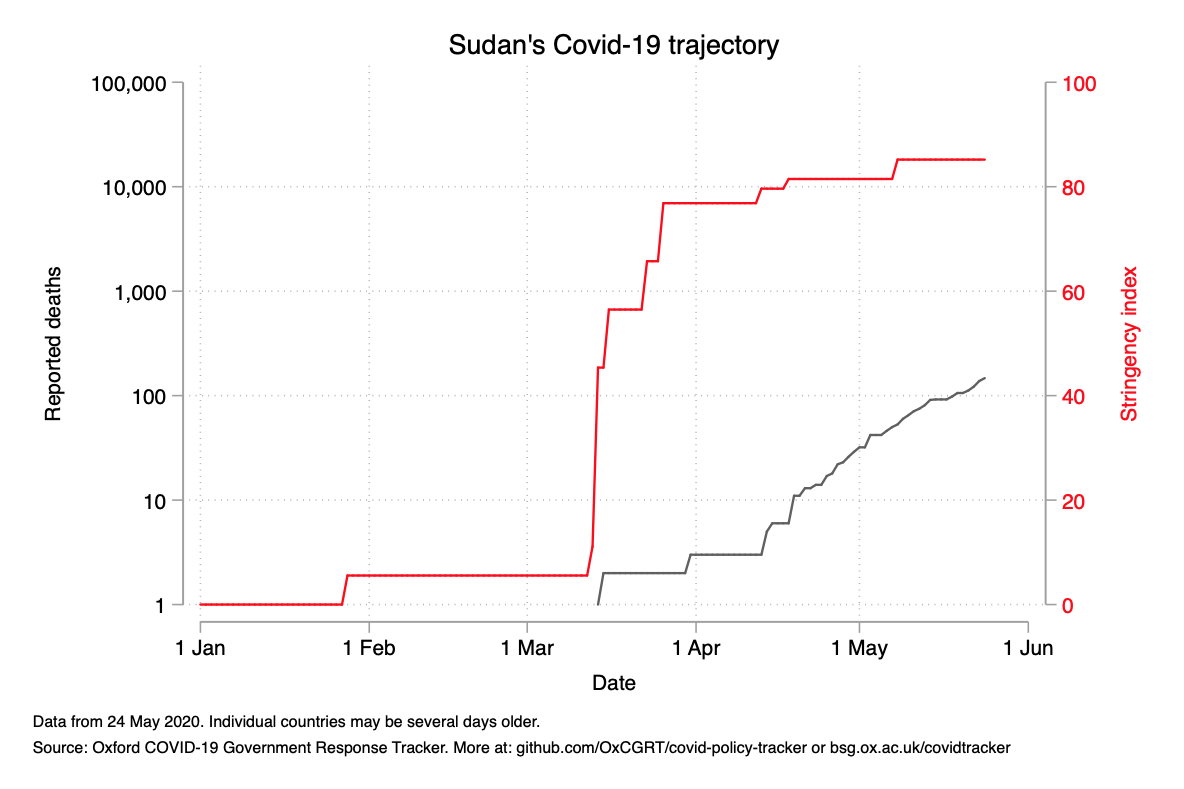 Sudan's Covid-19 trajectory
100,000
10,000
1,000
100
10
1
Reported deaths
100
80
60
40
20
0
Stringency index
1 Jan
1 Feb
1 Mar
1 Apr
1 May
1 Jun
Date
Data from 24 May 2020. Individual countries may be several days older.
Source: Oxford COVID-19 Government Response Tracker. More at: github.com/OxCGRT/covid-policy-tracker or bsg.ox.ac.uk/covidtracker